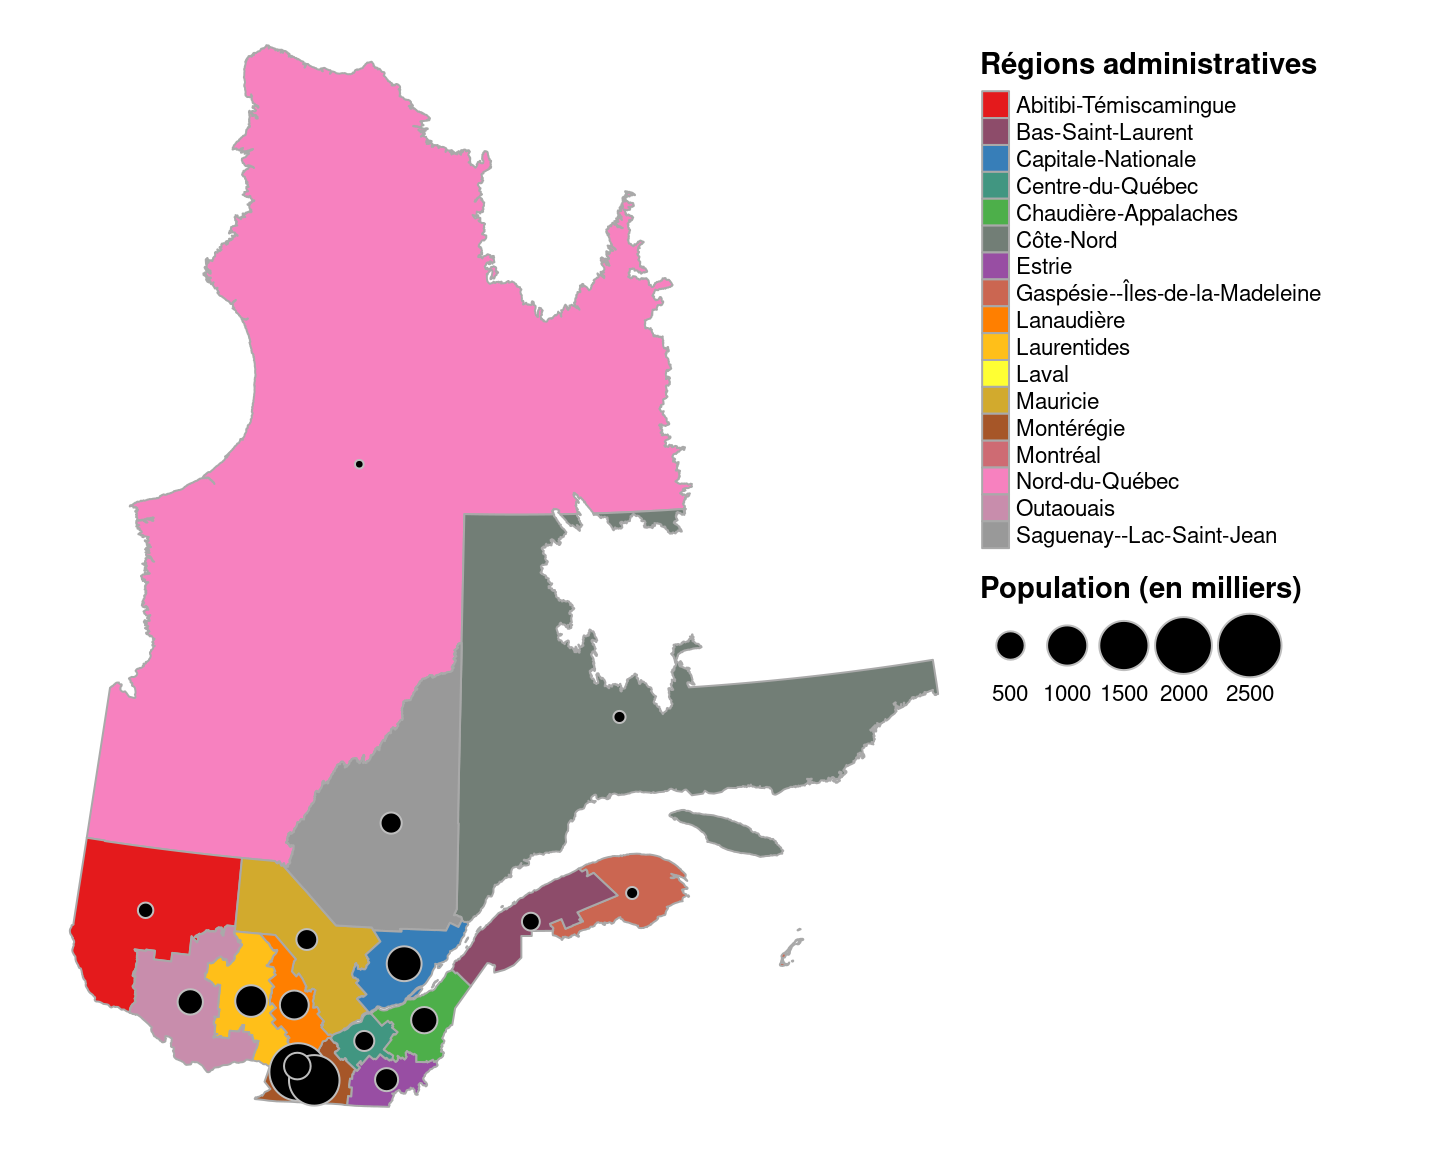 Régions administratives
Abitibi-Témiscamingue
Bas-Saint-Laurent
Capitale-Nationale
Centre-du-Québec
Chaudière-Appalaches
Côte-Nord
Estrie
Gaspésie--Îles-de-la-Madeleine
Lanaudière
Laurentides
Laval
Mauricie
Montérégie
Montréal
Nord-du-Québec
Outaouais
Saguenay--Lac-Saint-Jean
Population (en milliers)
500 1000 1500 2000 2500